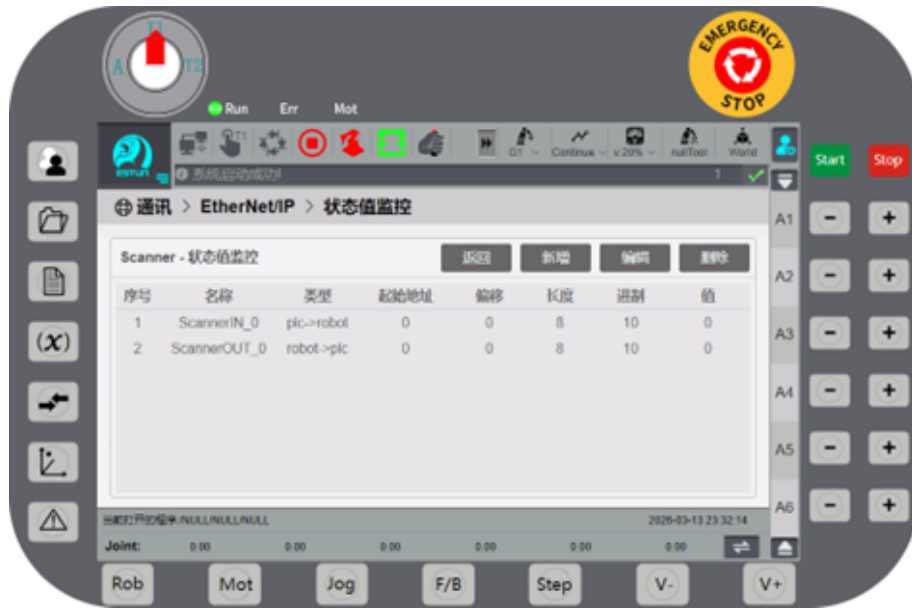 T1
A
T2
EMERGENCY
STOP
Run Err Mot
T1
G1 Continue v:20% nullTool World
ESTUN
系统启动成功! 1
Start Stop
通讯 > EtherNet/IP > 状态值监控
Scanner - 状态值监控 返回 新增 编辑 删除
序号 名称 类型 起始地址 偏移 长度 进制 值
1 ScannerIN_0 plc->robot 0 0 8 10 0
2 ScannerOUT_0 robot->plc 0 0 8 10 0
A1
A2
A3
A4
A5
A6
(x)
当前打开的程序:/NULL/NULL/NULL 2026-03-13 23:32:14
Joint: 0.00 0.00 0.00 0.00 0.00 0.00
Rob Mot Jog F/B Step V- V+